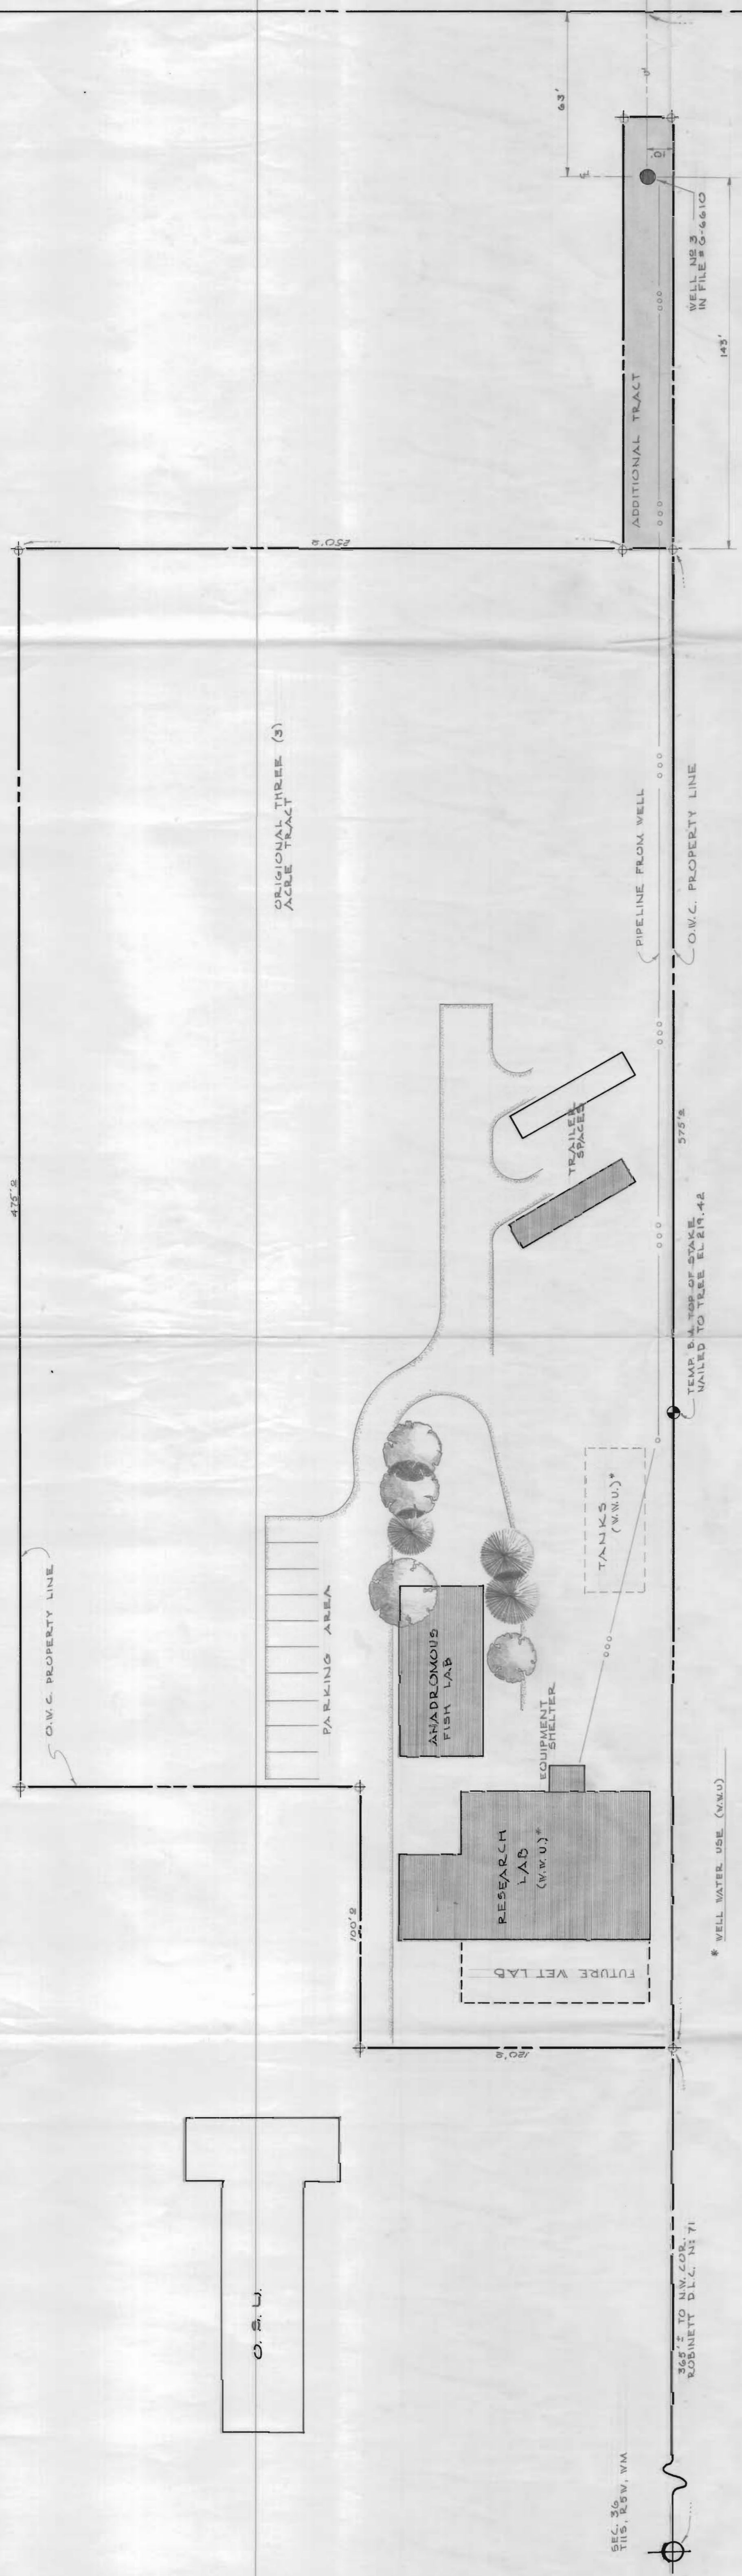 63'
WELL Nº 3
IN FILE # G-6610
143'
ADDITIONAL TRACT
250'±
ORIGIONAL THREE (3)
ACRE TRACT
PIPELINE FROM WELL
O.W.C. PROPERTY LINE
475'±
575'±
TRAILER
SPACES
TEMP. B.M. TOP OF STAKE
NAILED TO TREE EL 219.42
TANKS
(W.W.U.)*
O.W.C. PROPERTY LINE
PARKING AREA
ANADROMOUS
FISH LAB
EQUIPMENT
SHELTER
RESEARCH
LAB
(W.W.U.)*
FUTURE WET LAB
* WELL WATER USE (W.W.U)
100'±
120'±
O.S.U.
365'± TO N.W. COR.
ROBINETT D.L.C. Nº 71
SEC. 36
T11S, R5W, WM